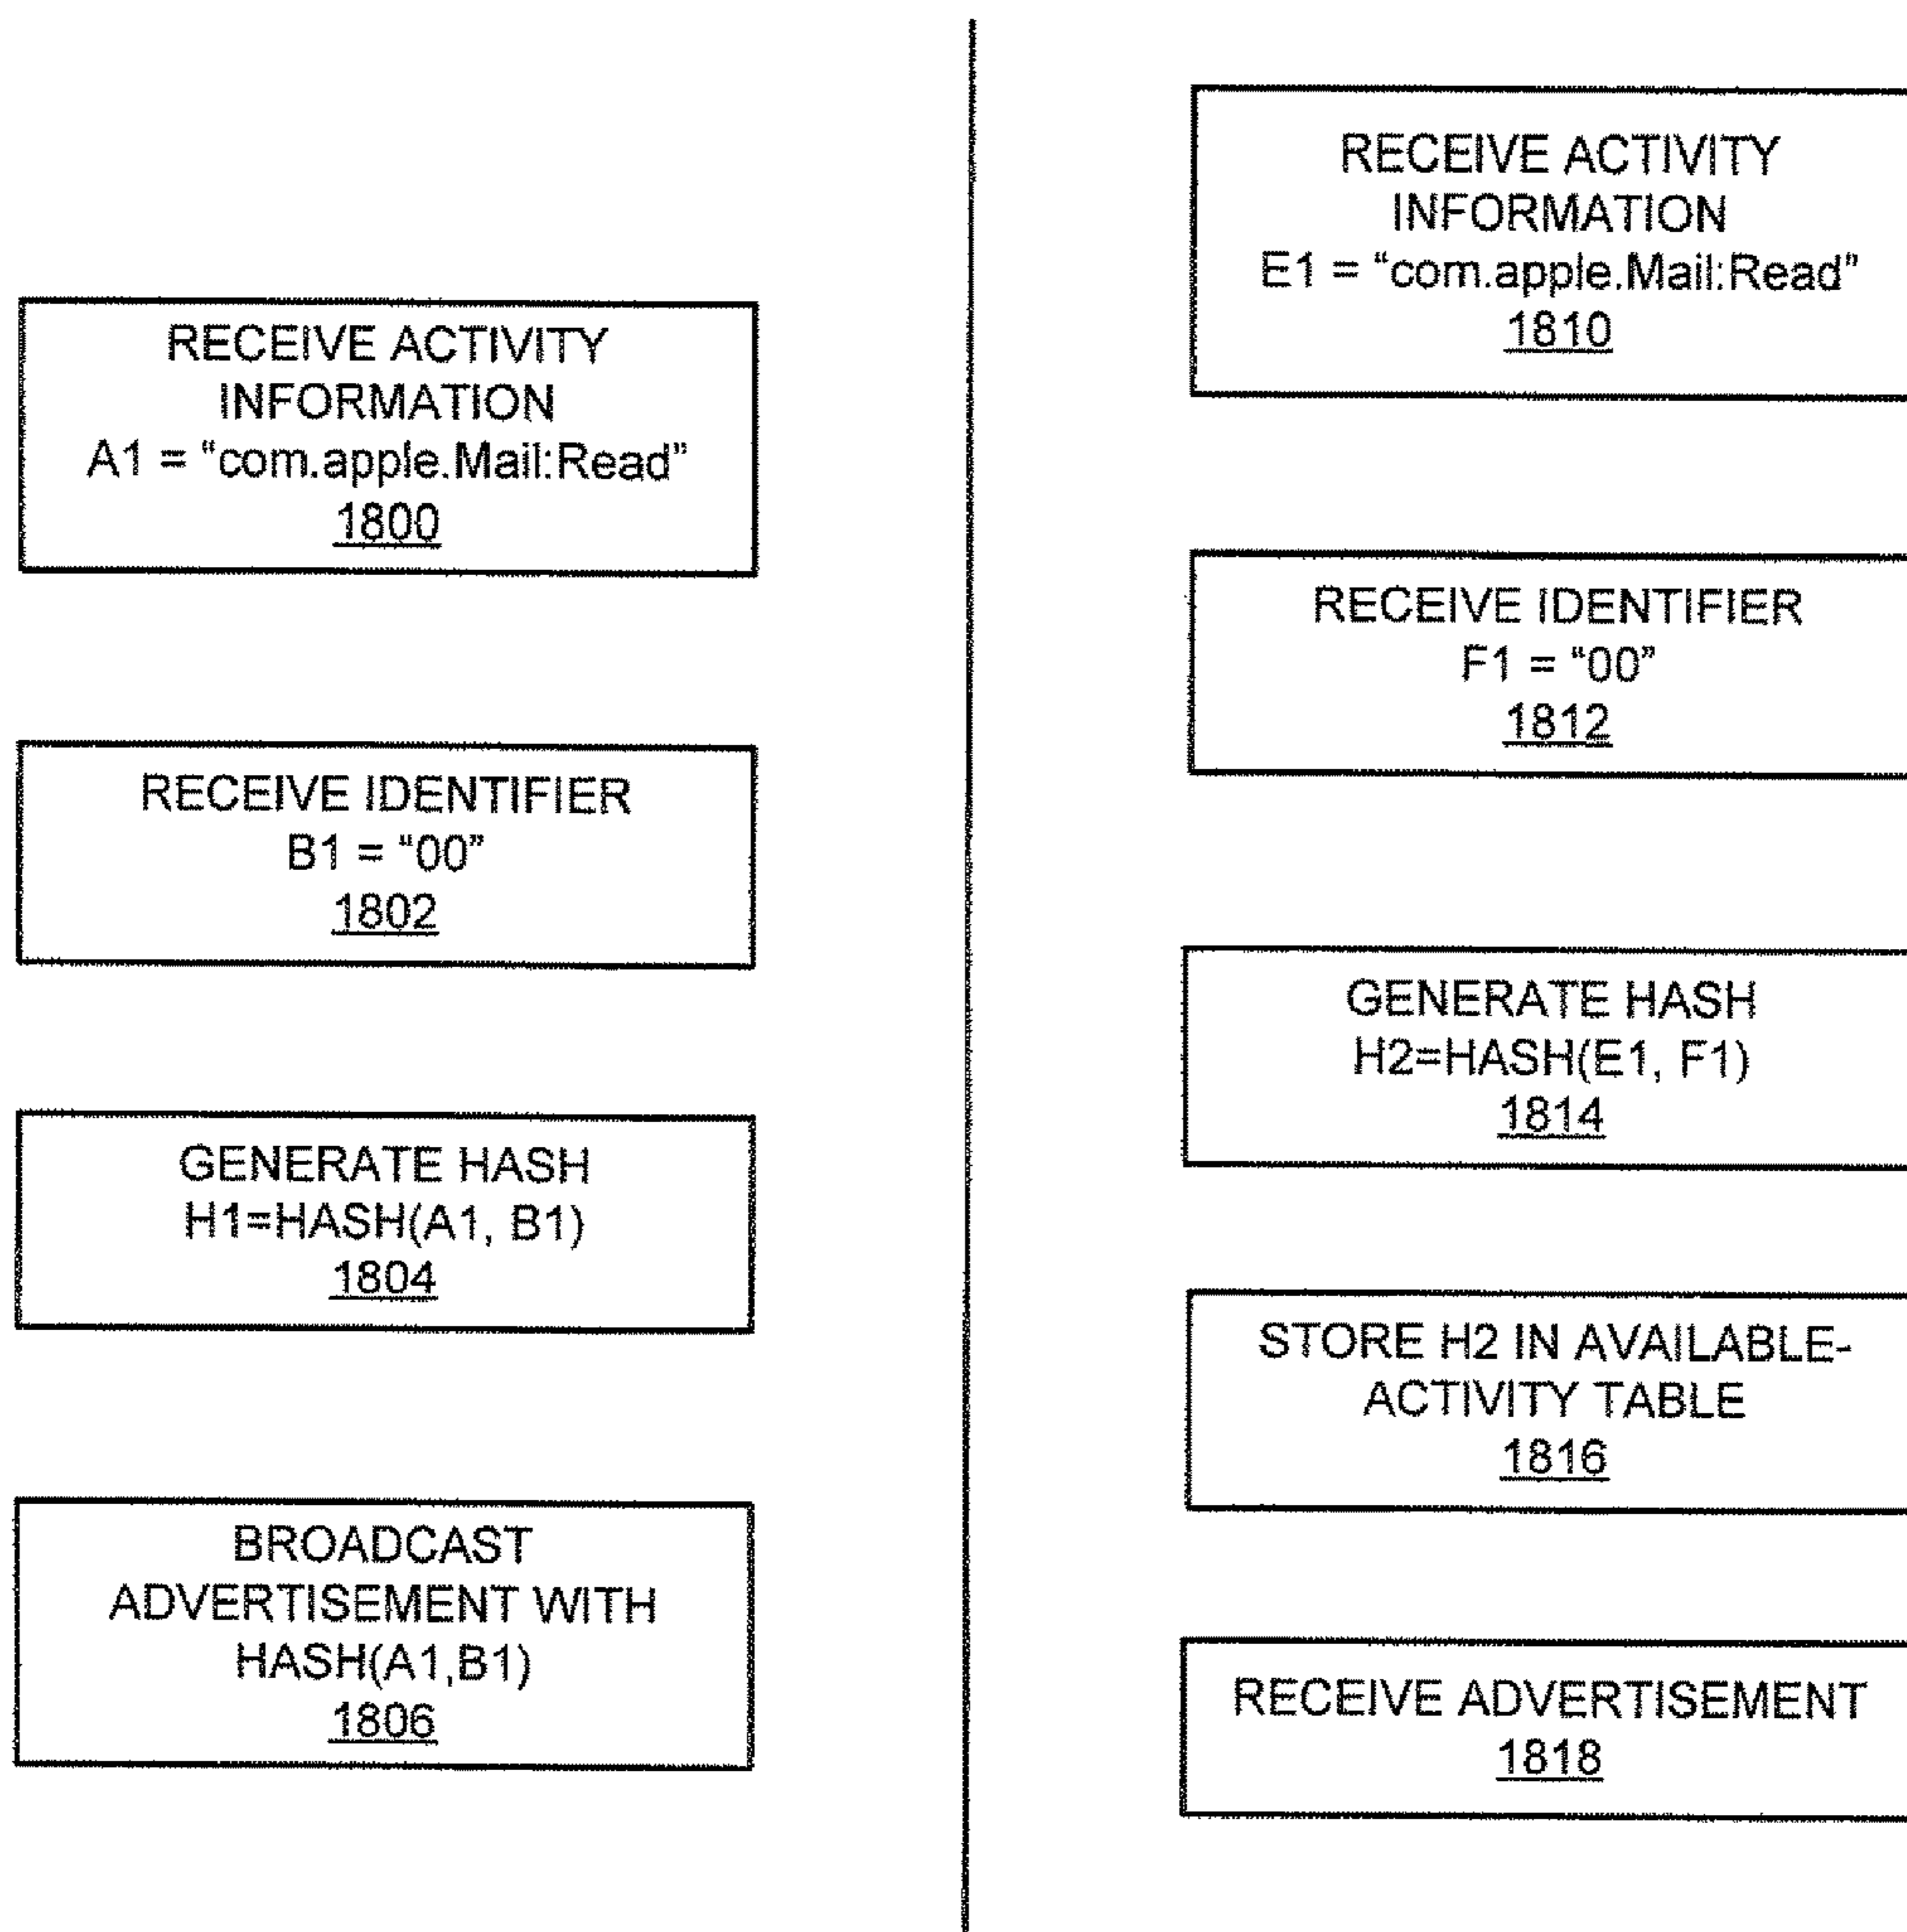 RECEIVE ACTIVITY
INFORMATION
A1 = “com.apple.Mail:Read”
1800
RECEIVE IDENTIFIER
B1 = “00”
1802
GENERATE HASH
H1=HASH(A1, B1)
1804
BROADCAST
ADVERTISEMENT WITH
HASH(A1,B1)
1806
RECEIVE ACTIVITY
INFORMATION
E1 = “com.apple.Mail:Read”
1810
RECEIVE IDENTIFIER
F1 = “00”
1812
GENERATE HASH
H2=HASH(E1, F1)
1814
STORE H2 IN AVAILABLE-
ACTIVITY TABLE
1816
RECEIVE ADVERTISEMENT
1818